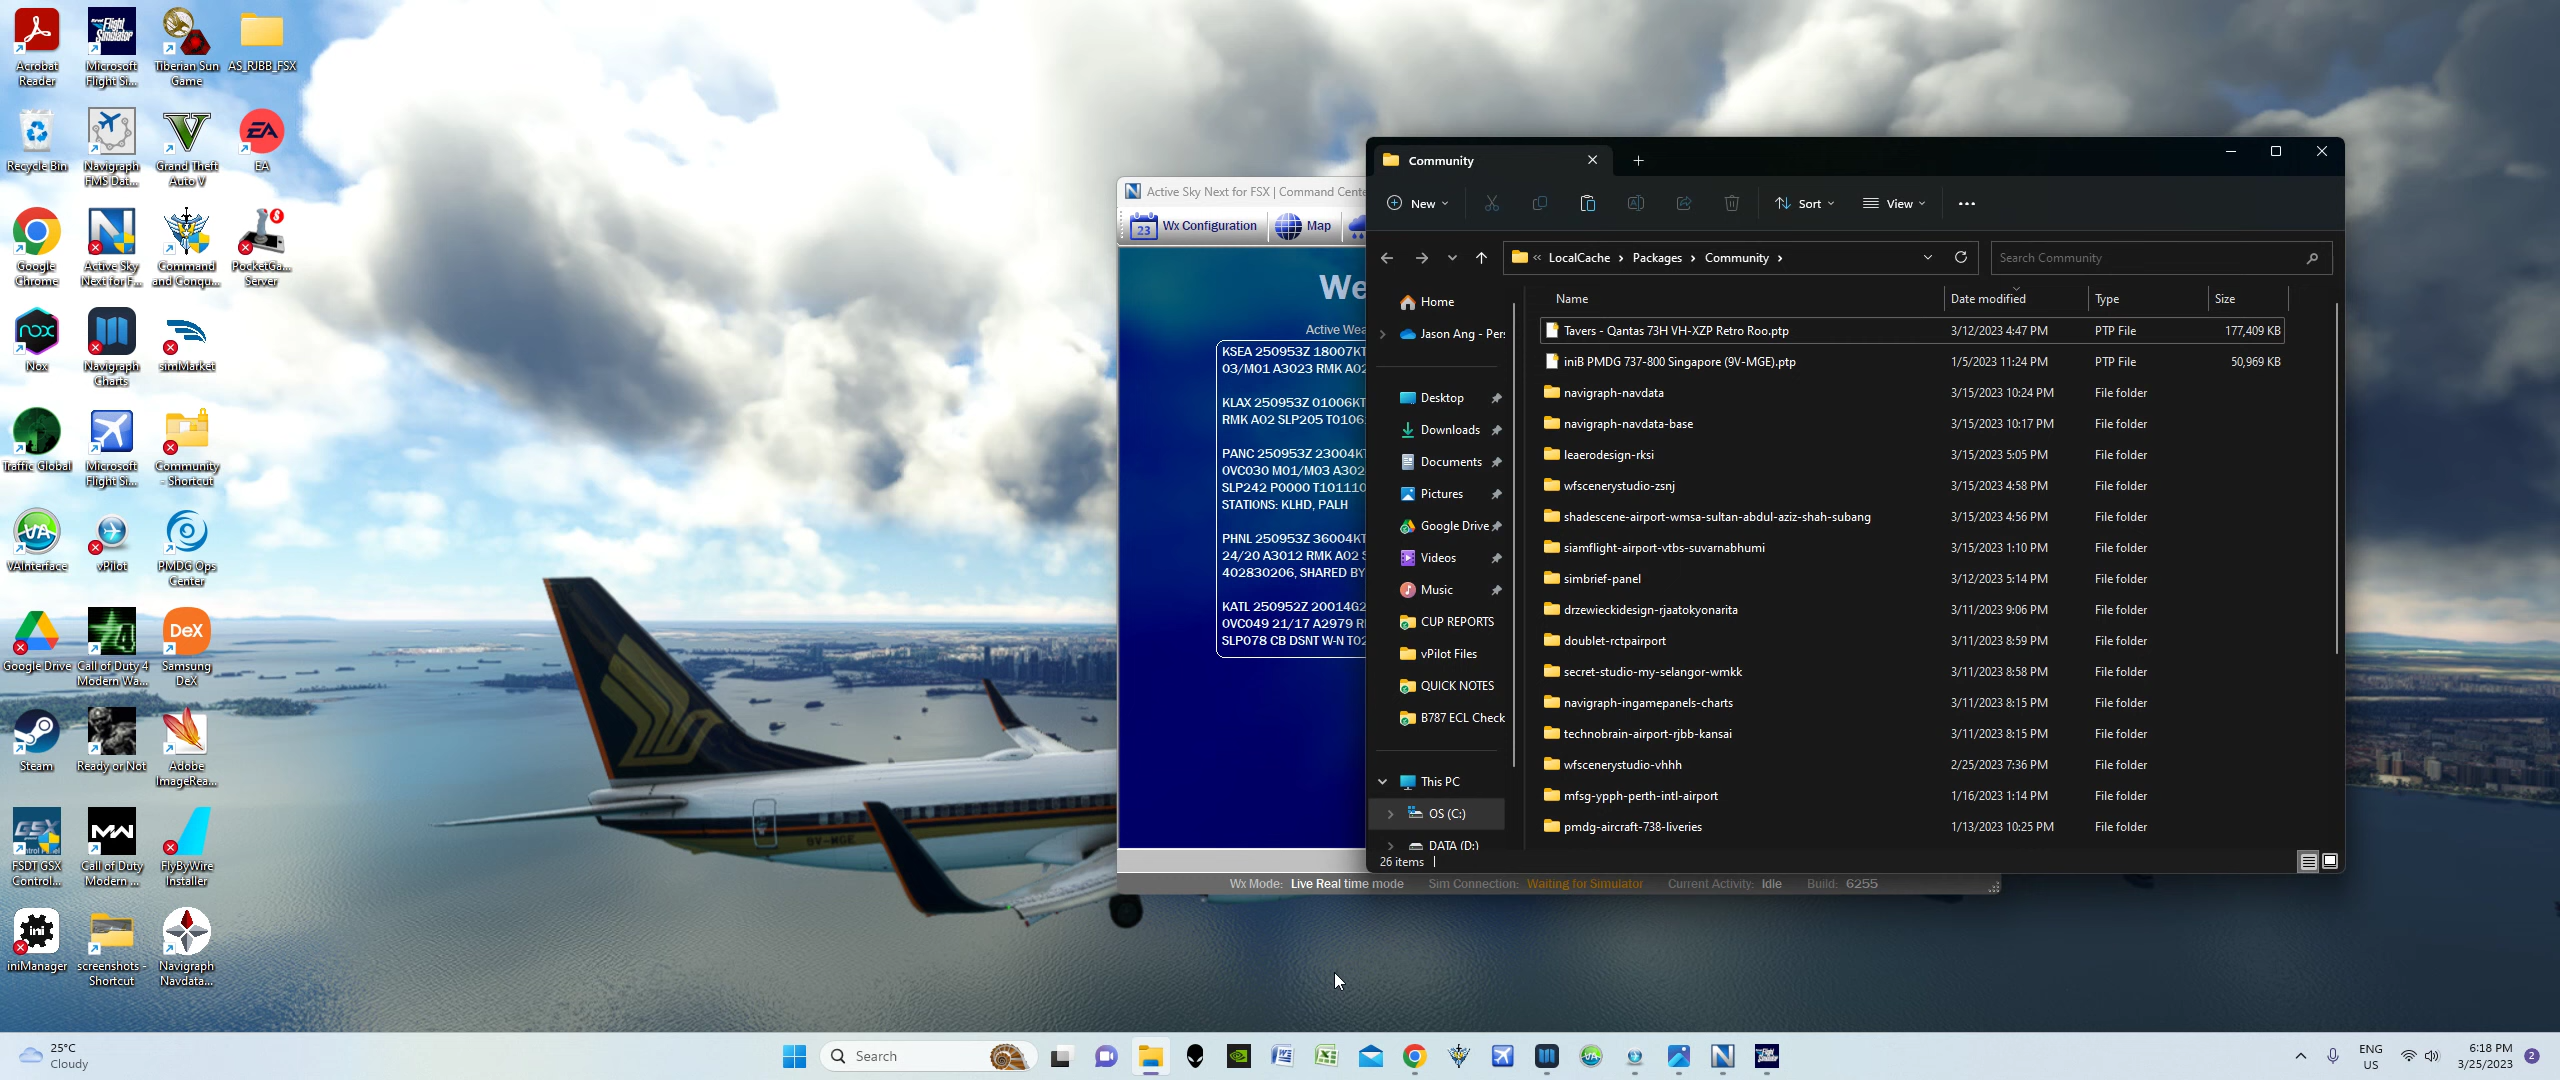 Acrobat
Reader
Microsoft
Flight Si...
Tiberian Sun
Game
AS_RJBB_FSX
Recycle Bin
Navigraph
FMS Dat...
Grand Theft
Auto V
EA
Google
Chrome
Active Sky
Next for F...
Command
and Conqu...
PocketGa...
Server
Nox
Navigraph
Charts
simMarket
Traffic Global
Microsoft
Flight Si...
Community
- Shortcut
VAInterface
vPilot
PMDG Ops
Center
Google Drive
Call of Duty 4
Modern Wa...
Samsung
DeX
Steam
Ready or Not
Adobe
ImageRea...
FSDT GSX
Control...
Call of Duty
Modern ...
FlyByWire
Installer
iniManager
screenshots -
Shortcut
Navigraph
Navdata...
9V-MGE
Active Sky Next for FSX | Command Cente
23
Wx Configuration
Map
We
Active Wea
KSEA 250953Z 18007KT
03/M01 A3023 RMK A02
KLAX 250953Z 01006KT
RMK A02 SLP205 T0106
PANC 250953Z 23004KT
0VC030 M01/M03 A302
SLP242 P0000 T101110
STATIONS: KLHD, PALH
PHNL 250953Z 36004KT
24/20 A3012 RMK A02 S
402830206, SHARED BY
KATL 250952Z 20014G2
0VC049 21/17 A2979 R
SLP078 CB DSNT W-N T02
Wx Mode: Live Real time mode Sim Connection: Waiting for Simulator Current Activity: Idle Build: 6255
Community
New
Sort
View
LocalCache > Packages > Community >
Search Community
Home
Jason Ang - Pers
Desktop
Downloads
Documents
Pictures
Google Drive
Videos
Music
CUP REPORTS
vPilot Files
QUICK NOTES
B787 ECL Check
This PC
OS (C:)
DATA (D:)
Name Date modified Type Size
Tavers - Qantas 73H VH-XZP Retro Roo.ptp 3/12/2023 4:47 PM PTP File 177,409 KB
iniB PMDG 737-800 Singapore (9V-MGE).ptp 1/5/2023 11:24 PM PTP File 50,969 KB
navigraph-navdata 3/15/2023 10:24 PM File folder
navigraph-navdata-base 3/15/2023 10:17 PM File folder
leaerodesign-rksi 3/15/2023 5:05 PM File folder
wfscenerystudio-zsnj 3/15/2023 4:58 PM File folder
shadescene-airport-wmsa-sultan-abdul-aziz-shah-subang 3/15/2023 4:56 PM File folder
siamflight-airport-vtbs-suvarnabhumi 3/15/2023 1:10 PM File folder
simbrief-panel 3/12/2023 5:14 PM File folder
drzewieckidesign-rjaatokyonarita 3/11/2023 9:06 PM File folder
doublet-rctpairport 3/11/2023 8:59 PM File folder
secret-studio-my-selangor-wmkk 3/11/2023 8:58 PM File folder
navigraph-ingamepanels-charts 3/11/2023 8:15 PM File folder
technobrain-airport-rjbb-kansai 3/11/2023 8:15 PM File folder
wfscenerystudio-vhhh 2/25/2023 7:36 PM File folder
mfsg-ypph-perth-intl-airport 1/16/2023 1:14 PM File folder
pmdg-aircraft-738-liveries 1/13/2023 10:25 PM File folder
26 items
25°C
Cloudy
Search
ENG
US
6:18 PM
3/25/2023
2